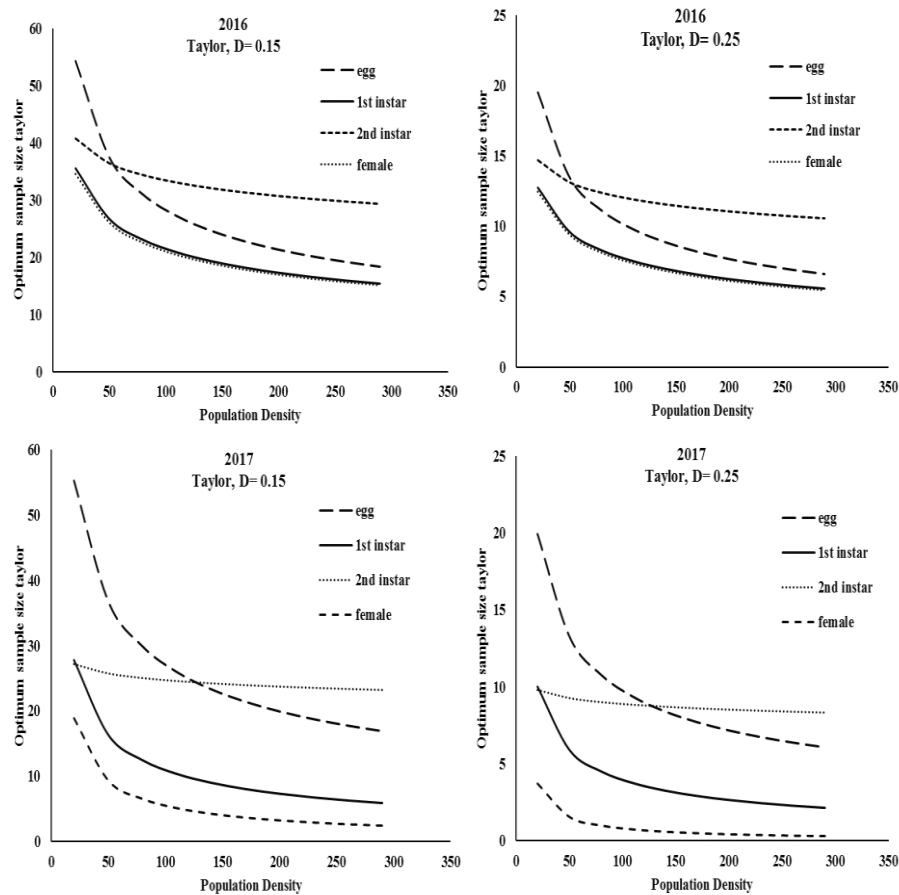 2016
Taylor, D= 0.15
egg
1st instar
2nd instar
female
Optimum sample size taylor
60
50
40
30
20
10
0
0 50 100 150 200 250 300 350
Population Density
2016
Taylor, D= 0.25
egg
1st instar
2nd instar
female
Optimum sample size taylor
25
20
15
10
5
0
0 50 100 150 200 250 300 350
Population Density
2017
Taylor, D= 0.15
egg
1st instar
2nd instar
female
Optimum sample size taylor
60
50
40
30
20
10
0
0 50 100 150 200 250 300 350 400 450
Population Density
2017
Taylor, D= 0.25
egg
1st instar
2nd instar
female
Optimum sample size taylor
25
20
15
10
5
0
0 50 100 150 200 250 300 350 400 450
Population Density